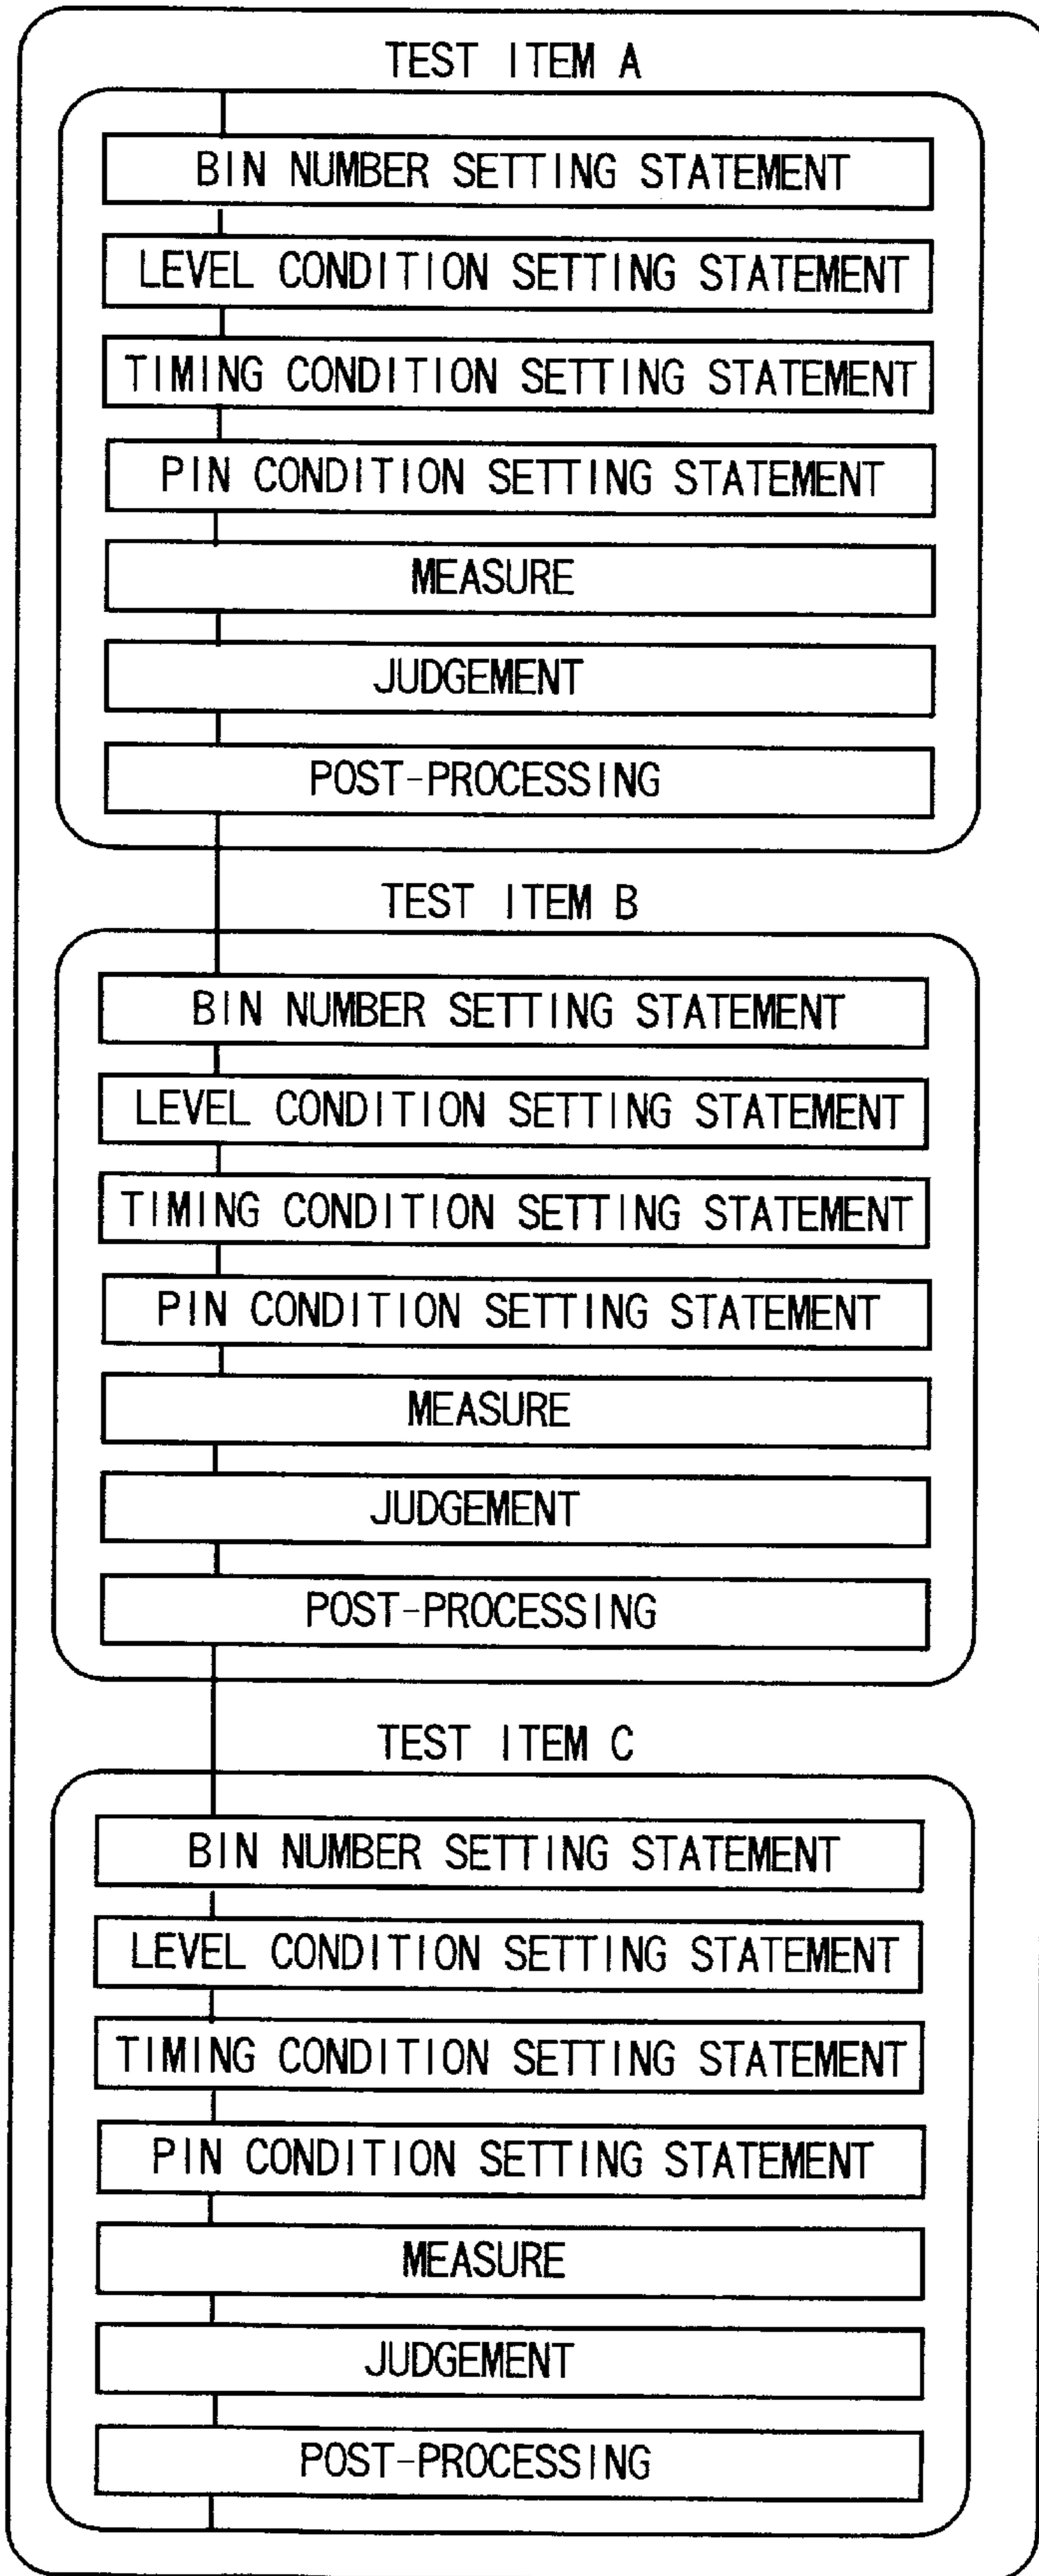 TEST ITEM A
BIN NUMBER SETTING STATEMENT
LEVEL CONDITION SETTING STATEMENT
TIMING CONDITION SETTING STATEMENT
PIN CONDITION SETTING STATEMENT
MEASURE
JUDGEMENT
POST-PROCESSING
TEST ITEM B
BIN NUMBER SETTING STATEMENT
LEVEL CONDITION SETTING STATEMENT
TIMING CONDITION SETTING STATEMENT
PIN CONDITION SETTING STATEMENT
MEASURE
JUDGEMENT
POST-PROCESSING
TEST ITEM C
BIN NUMBER SETTING STATEMENT
LEVEL CONDITION SETTING STATEMENT
TIMING CONDITION SETTING STATEMENT
PIN CONDITION SETTING STATEMENT
MEASURE
JUDGEMENT
POST-PROCESSING